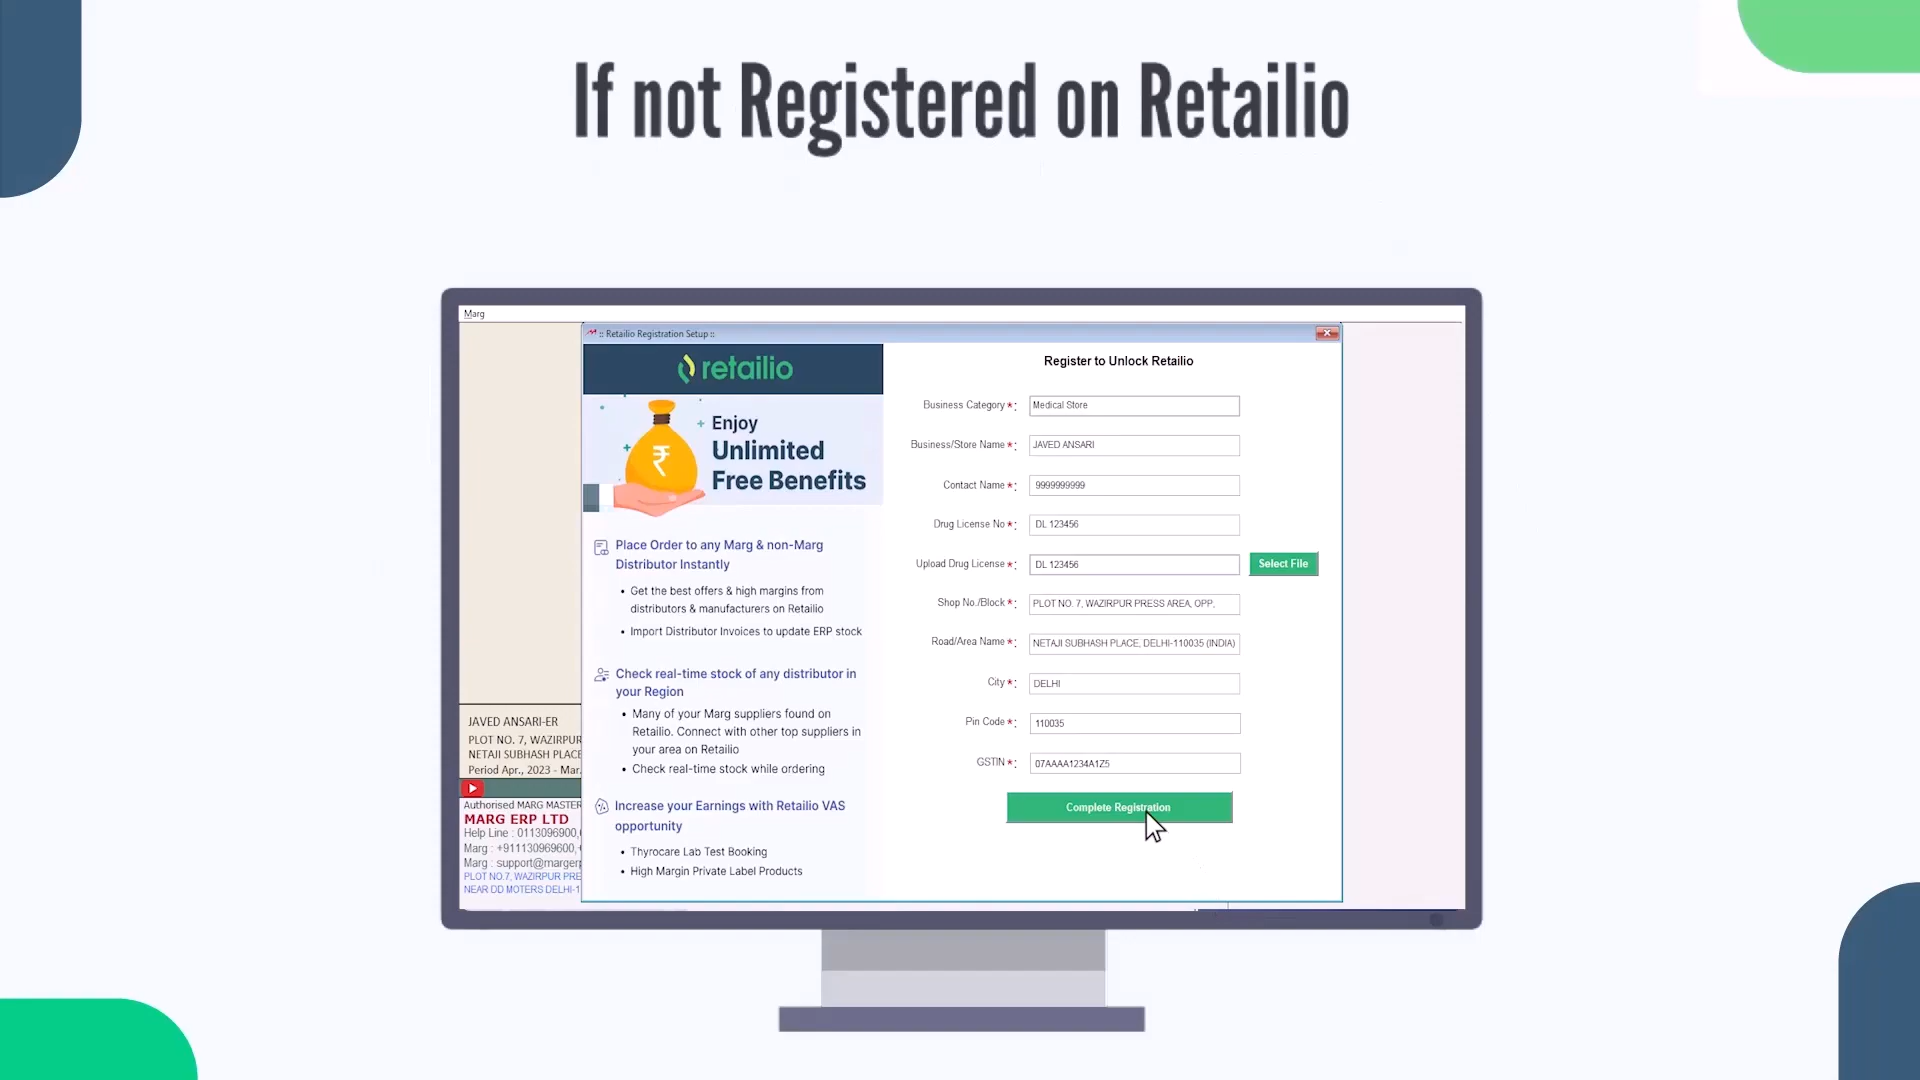 If not Registered on Retailio
Marg
:: Retailio Registration Setup ::
retailio
Enjoy
Unlimited
Free Benefits
₹
Place Order to any Marg & non-Marg
Distributor Instantly
• Get the best offers & high margins from
distributors & manufacturers on Retailio
• Import Distributor Invoices to update ERP stock
Check real-time stock of any distributor in
your Region
• Many of your Marg suppliers found on
Retailio. Connect with other top suppliers in
your area on Retailio
• Check real-time stock while ordering
Increase your Earnings with Retailio VAS
opportunity
• Thyrocare Lab Test Booking
• High Margin Private Label Products
Register to Unlock Retailio
Business Category *: Medical Store
Business/Store Name *: JAVED ANSARI
Contact Name *: 9999999999
Drug License No *: DL 123456
Upload Drug License *: DL 123456 Select File
Shop No./Block *: PLOT NO. 7, WAZIRPUR PRESS AREA, OPP,
Road/Area Name *: NETAJI SUBHASH PLACE, DELHI-110035 (INDIA)
City *: DELHI
Pin Code *: 110035
GSTIN *: 07AAAA1234A1Z5
Complete Registration
JAVED ANSARI-ER
PLOT NO. 7, WAZIRPUR
NETAJI SUBHASH PLACE
Period Apr., 2023 - Mar.
Authorised MARG MASTER
MARG ERP LTD
Help Line : 0113096900,
Marg : +911130969600,
Marg : support@margerp
PLOT NO.7, WAZIRPUR PRE
NEAR DD MOTERS DELHI-1